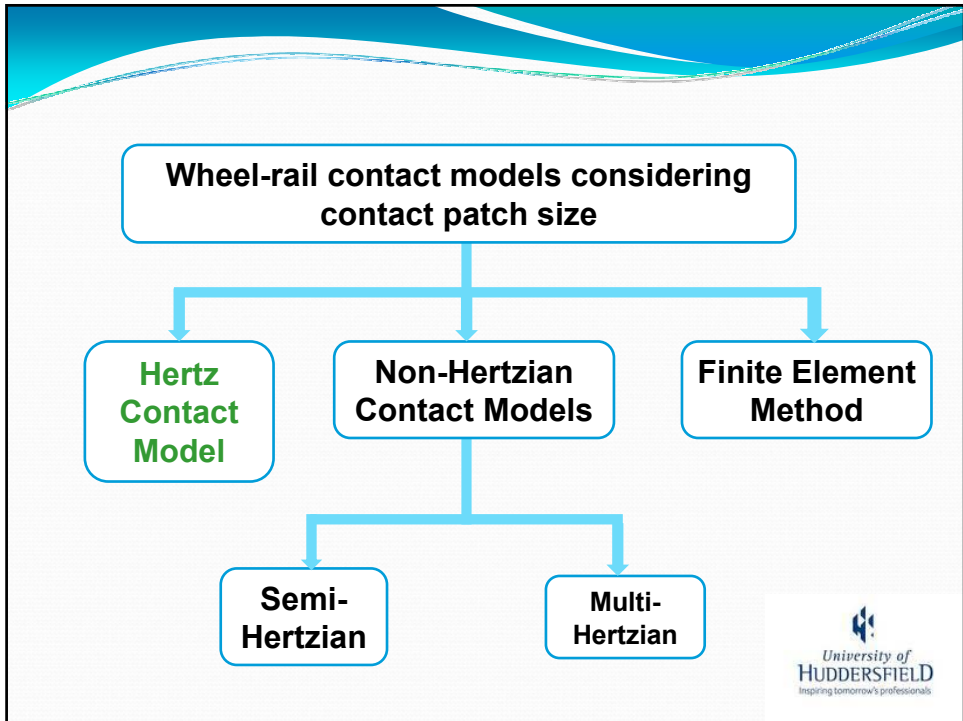 Wheel-rail contact models considering
contact patch size
Hertz
Contact
Model
Non-Hertzian
Contact Models
Finite Element
Method
Semi-
Hertzian
Multi-
Hertzian
University of
HUDDERSFIELD
Inspiring tomorrow's professionals